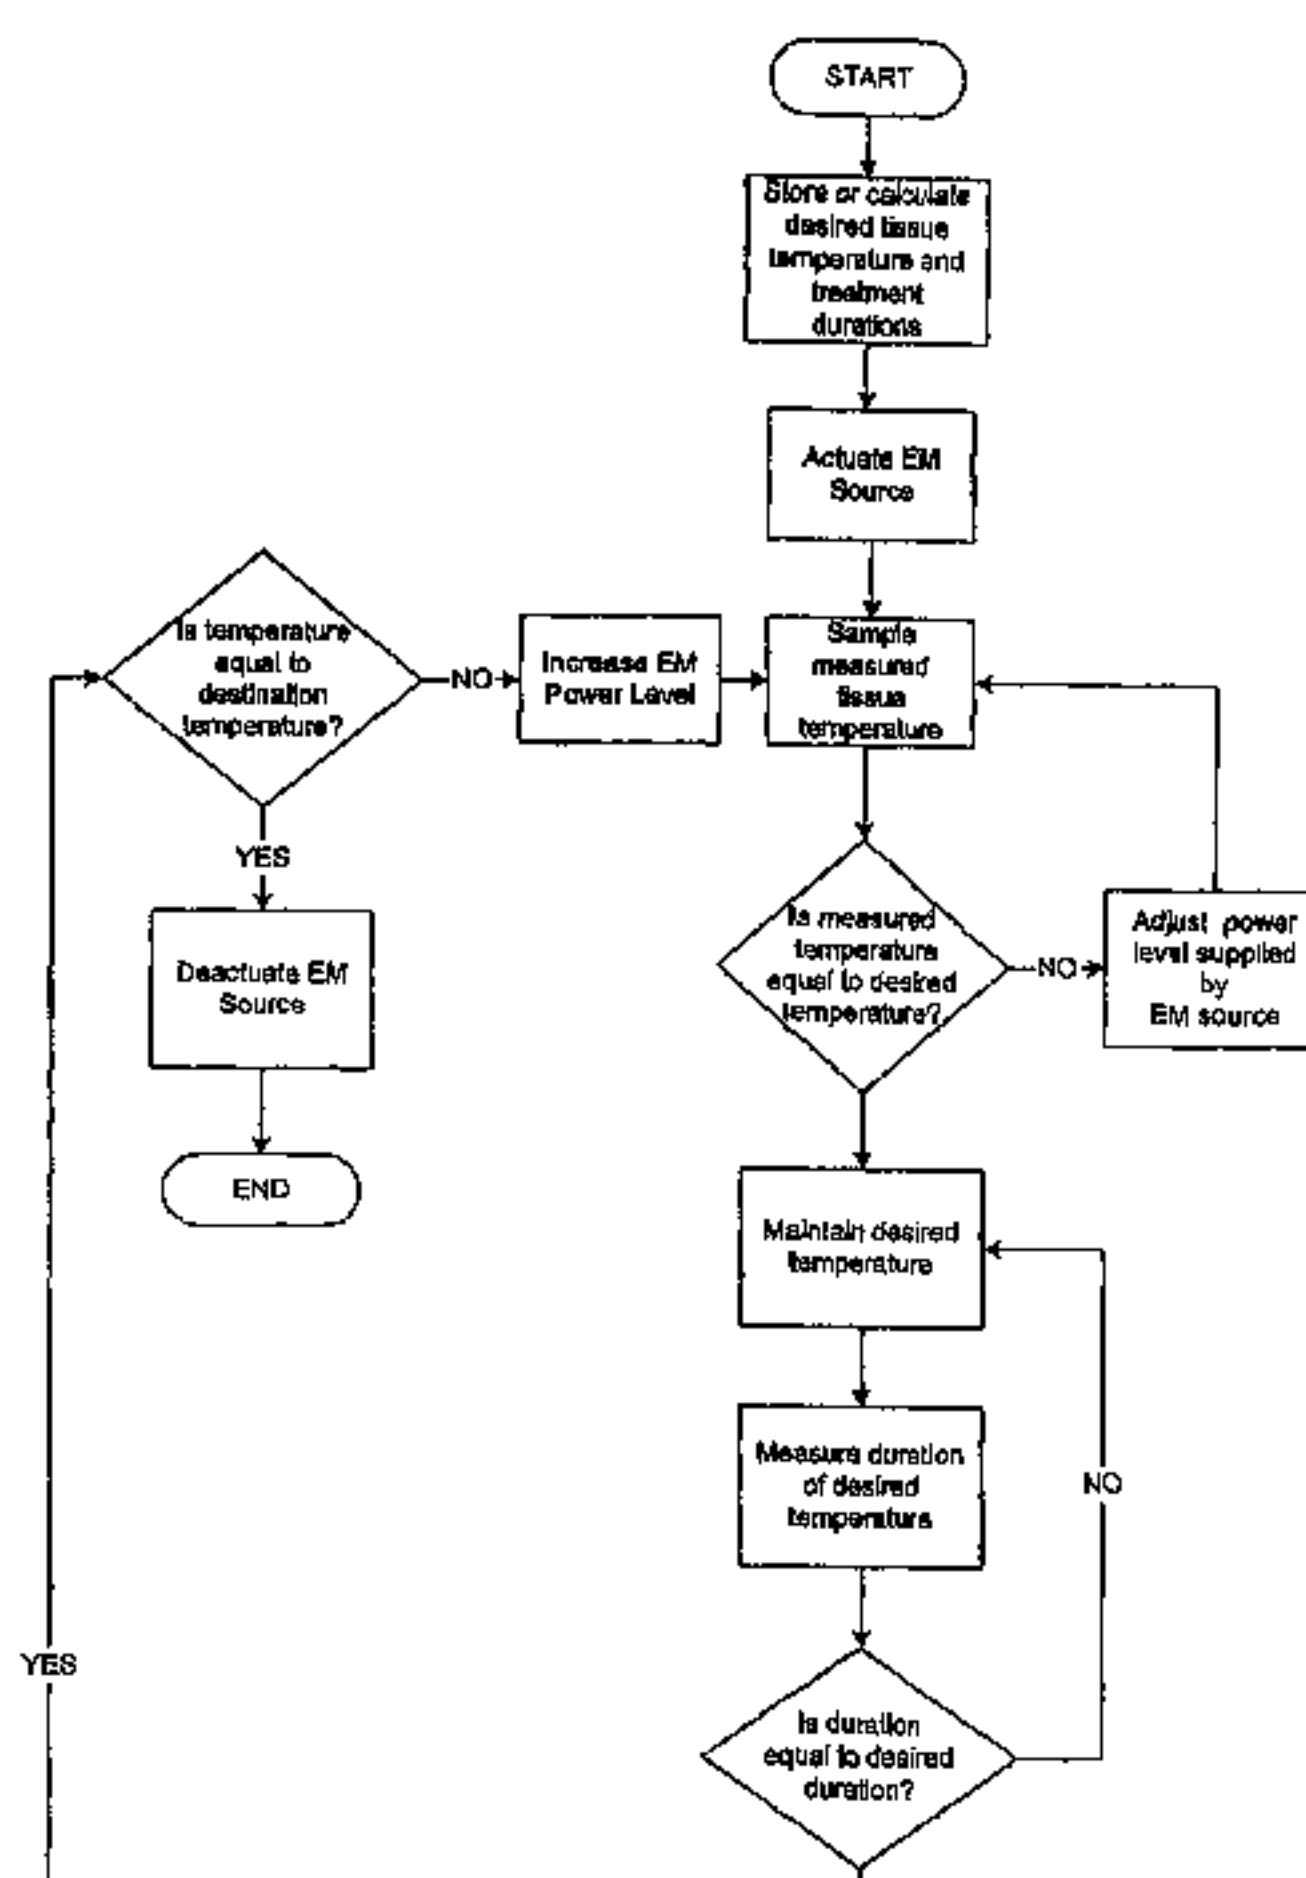 START
Store or calculate
desired tissue
temperature and
treatment
durations
Actuate EM
Source
Is temperature
equal to
destination
temperature?
NO
Increase EM
Power Level
Sample
measured
tissue
temperature
YES
Deactuate EM
Source
END
Is measured
temperature
equal to desired
temperature?
NO
Adjust power
level supplied
by
EM source
Maintain desired
temperature
Measure duration
of desired
temperature
NO
YES
Is duration
equal to desired
duration?